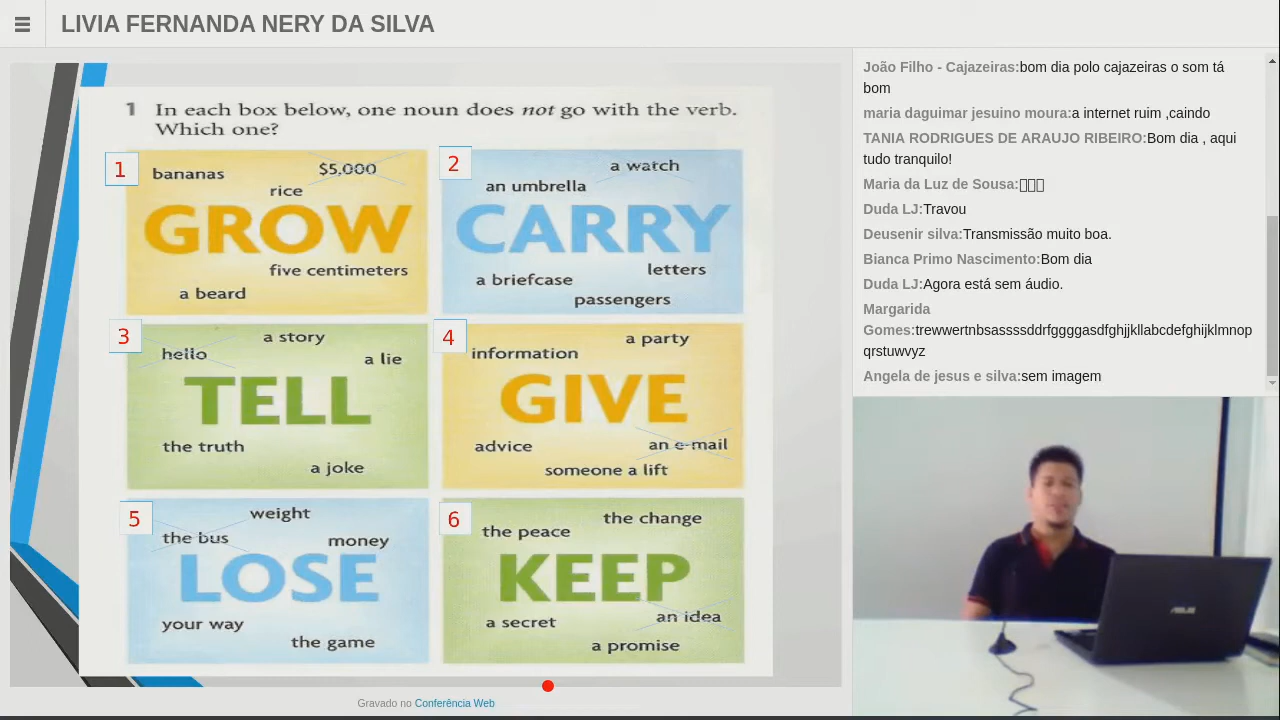 LIVIA FERNANDA NERY DA SILVA
1 In each box below, one noun does not go with the verb.
Which one?
1
bananas
$5,000
rice
GROW
five centimeters
a beard
2
a watch
an umbrella
CARRY
letters
a briefcase
passengers
3
a story
hello
a lie
TELL
the truth
a joke
4
a party
information
GIVE
advice
an e-mail
someone a lift
5
weight
the bus
money
LOSE
your way
the game
6
the change
the peace
KEEP
an idea
a secret
a promise
Gravado no Conferência Web
João Filho - Cajazeiras:bom dia polo cajazeiras o som tá
bom
maria daguimar jesuino moura:a internet ruim ,caindo
TANIA RODRIGUES DE ARAUJO RIBEIRO:Bom dia , aqui
tudo tranquilo!
Maria da Luz de Sousa:
Duda LJ:Travou
Deusenir silva:Transmissão muito boa.
Bianca Primo Nascimento:Bom dia
Duda LJ:Agora está sem áudio.
Margarida
Gomes:trewwertnbsassssddrfggggasdfghjjkllabcdefghijklmnop
qrstuwvyz
Angela de jesus e silva:sem imagem
ASUS